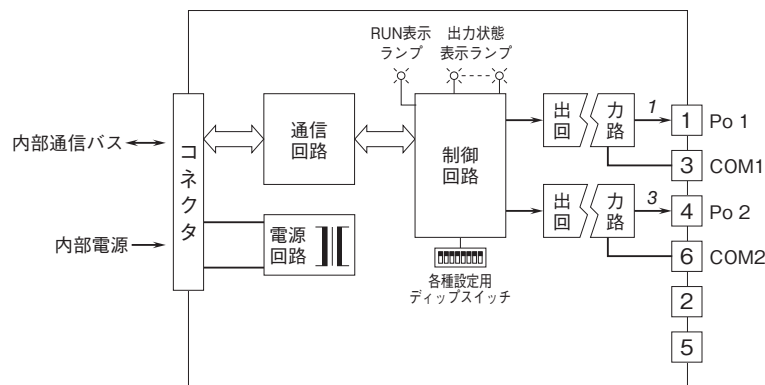 RUN表示
ランプ
出力状態
表示ランプ
内部通信バス
コネクタ
通信
回路
制御
回路
出力
回路
1
1
Po 1
3
COM1
出力
回路
3
4
Po 2
6
COM2
内部電源
電源
回路
各種設定用
ディップスイッチ
2
5